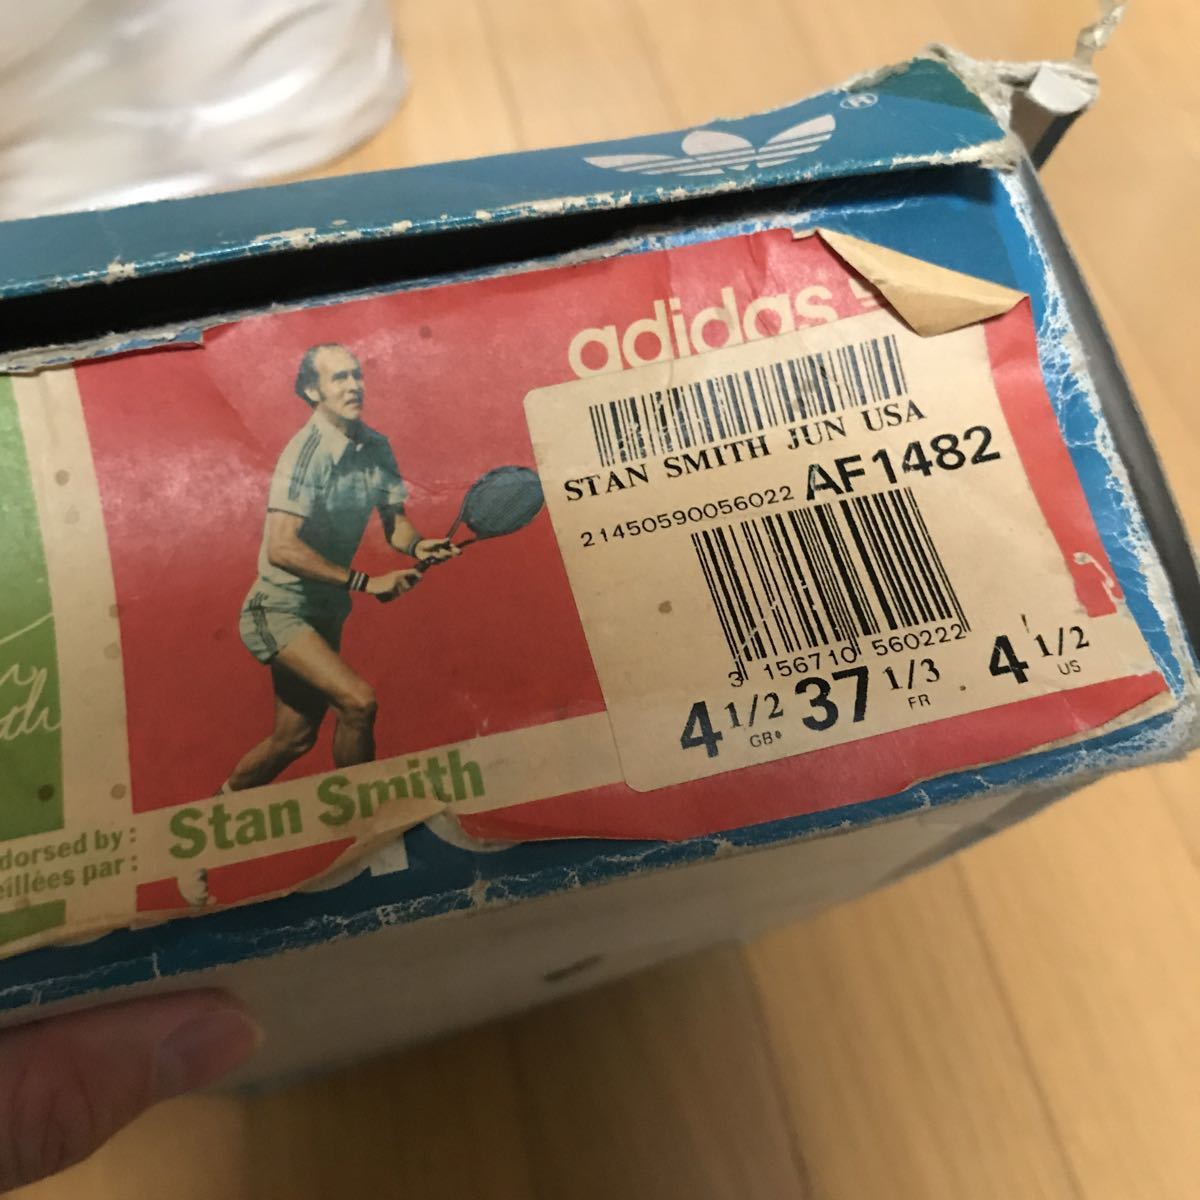 ®
adidas
STAN SMITH JUN USA
21450590056022 AF1482
3 156710 560222
4 1/2 GB 37 1/3 FR 4 1/2 US
Stan Smith
dorsed by:
eillées par: